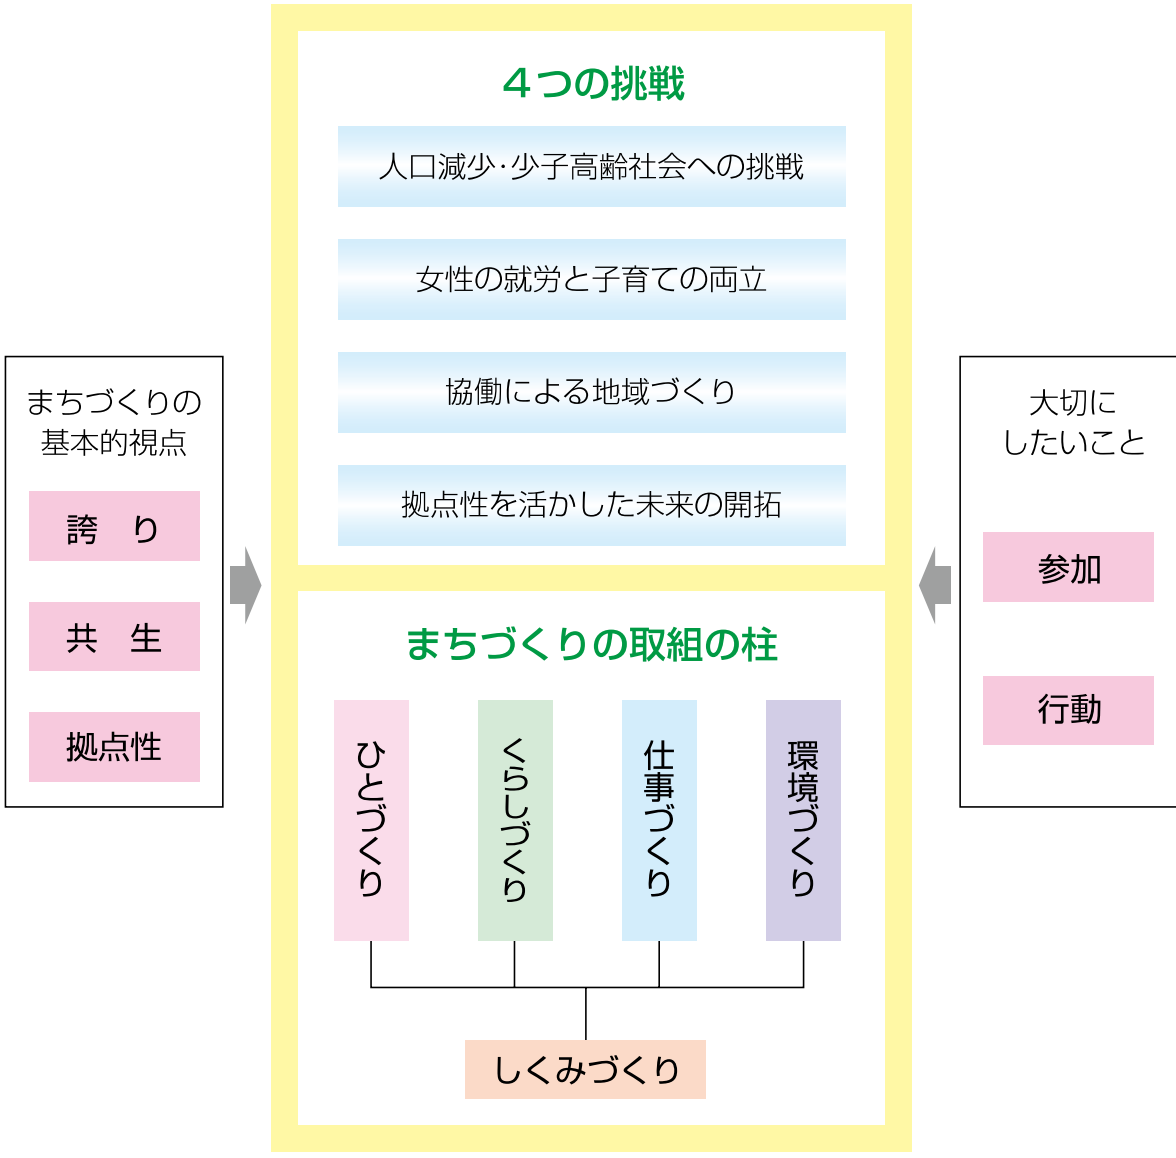 ４つの挑戦
人口減少・少子高齢社会への挑戦
女性の就労と子育ての両立
協働による地域づくり
拠点性を活かした未来の開拓
まちづくりの
基本的視点
誇　り
共　生
拠点性
大切に
したいこと
参加
行動
まちづくりの取組の柱
ひとづくり
くらしづくり
仕事づくり
環境づくり
しくみづくり